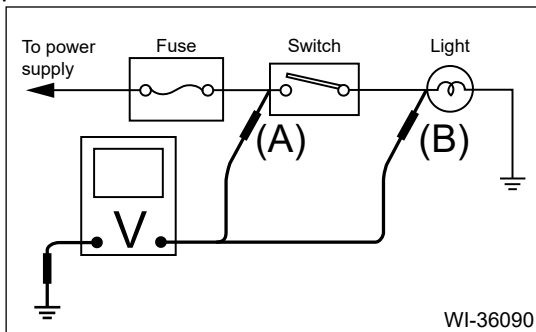 To power
supply
Fuse
Switch
Light
(A)
(B)
V
WI-36090